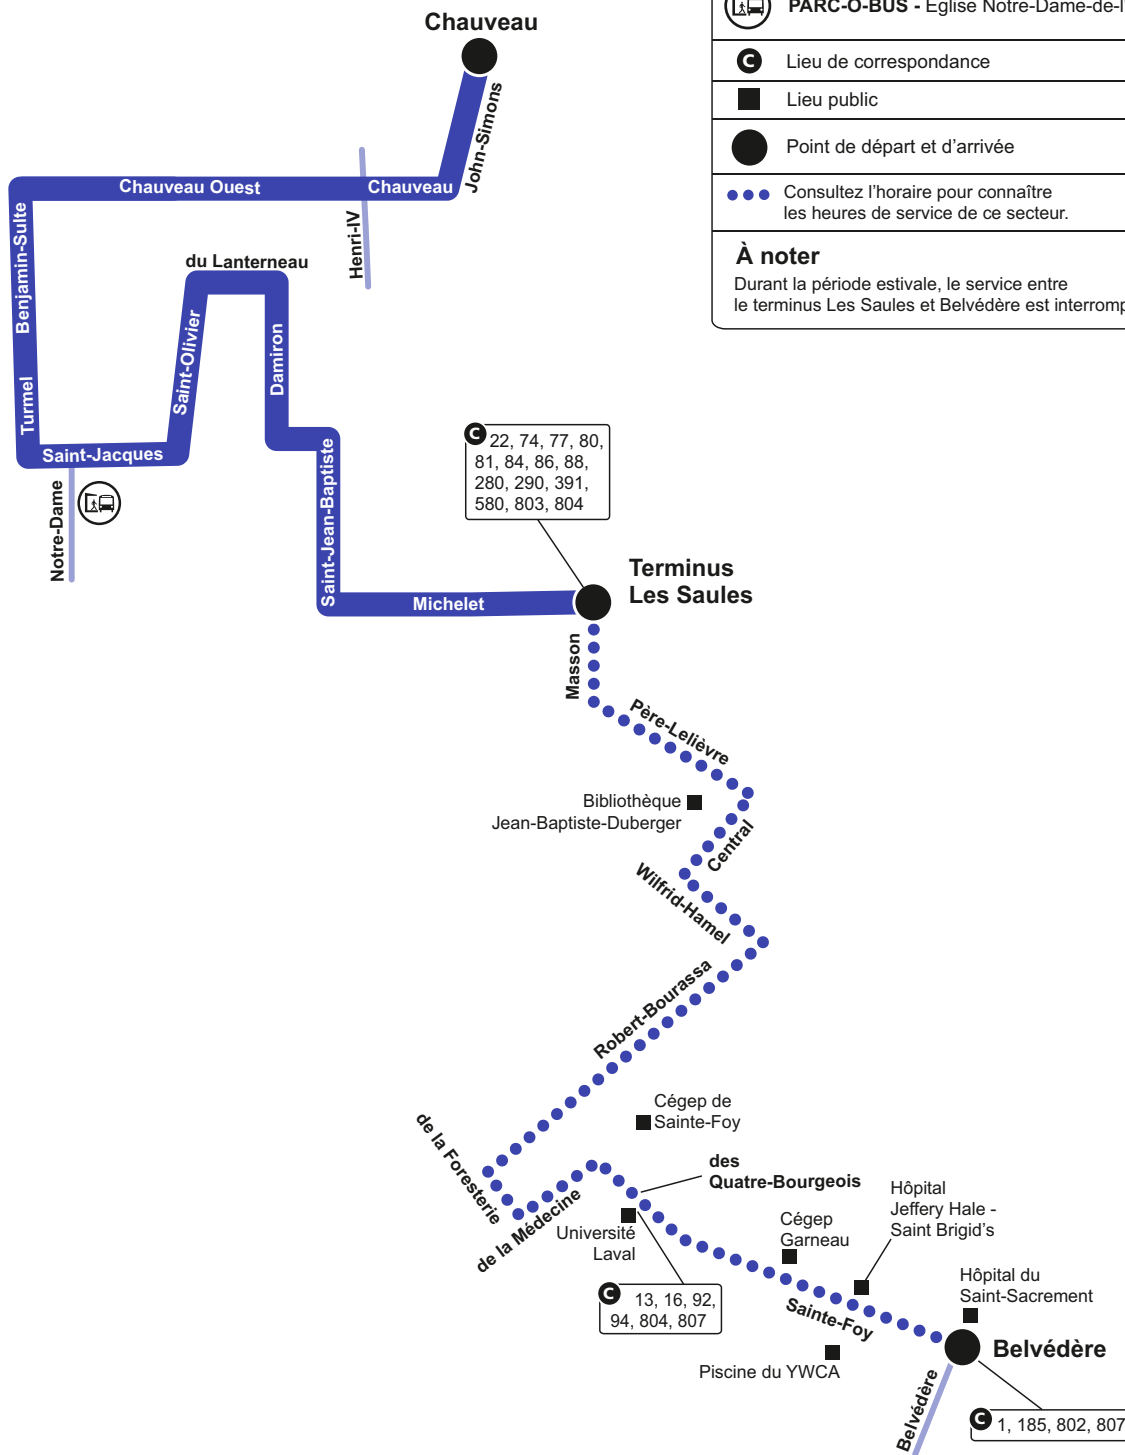 Chauveau
John-Simons
Chauveau Ouest
Chauveau
Henri-IV
Benjamin-Sulte
Turmel
du Lanterneau
Saint-Olivier
Damiron
Saint-Jacques
Notre-Dame
Saint-Jean-Baptiste
Michelet
PARC-O-BUS - Église Notre-Dame-de-l'
C Lieu de correspondance
Lieu public
Point de départ et d'arrivée
Consultez l'horaire pour connaître
les heures de service de ce secteur.
À noter
Durant la période estivale, le service entre
le terminus Les Saules et Belvédère est interromp
C 22, 74, 77, 80,
81, 84, 86, 88,
280, 290, 391,
580, 803, 804
Terminus
Les Saules
Masson
Père-Lelièvre
Bibliothèque
Jean-Baptiste-Duberger
Central
Wilfrid-Hamel
Robert-Bourassa
Cégep de
Sainte-Foy
de la Foresterie
de la Médecine
des
Quatre-Bourgeois
Université
Laval
C 13, 16, 92,
94, 804, 807
Cégep
Garneau
Hôpital
Jeffery Hale -
Saint Brigid's
Sainte-Foy
Hôpital du
Saint-Sacrement
Piscine du YWCA
Belvédère
Belvédère
C 1, 185, 802, 807